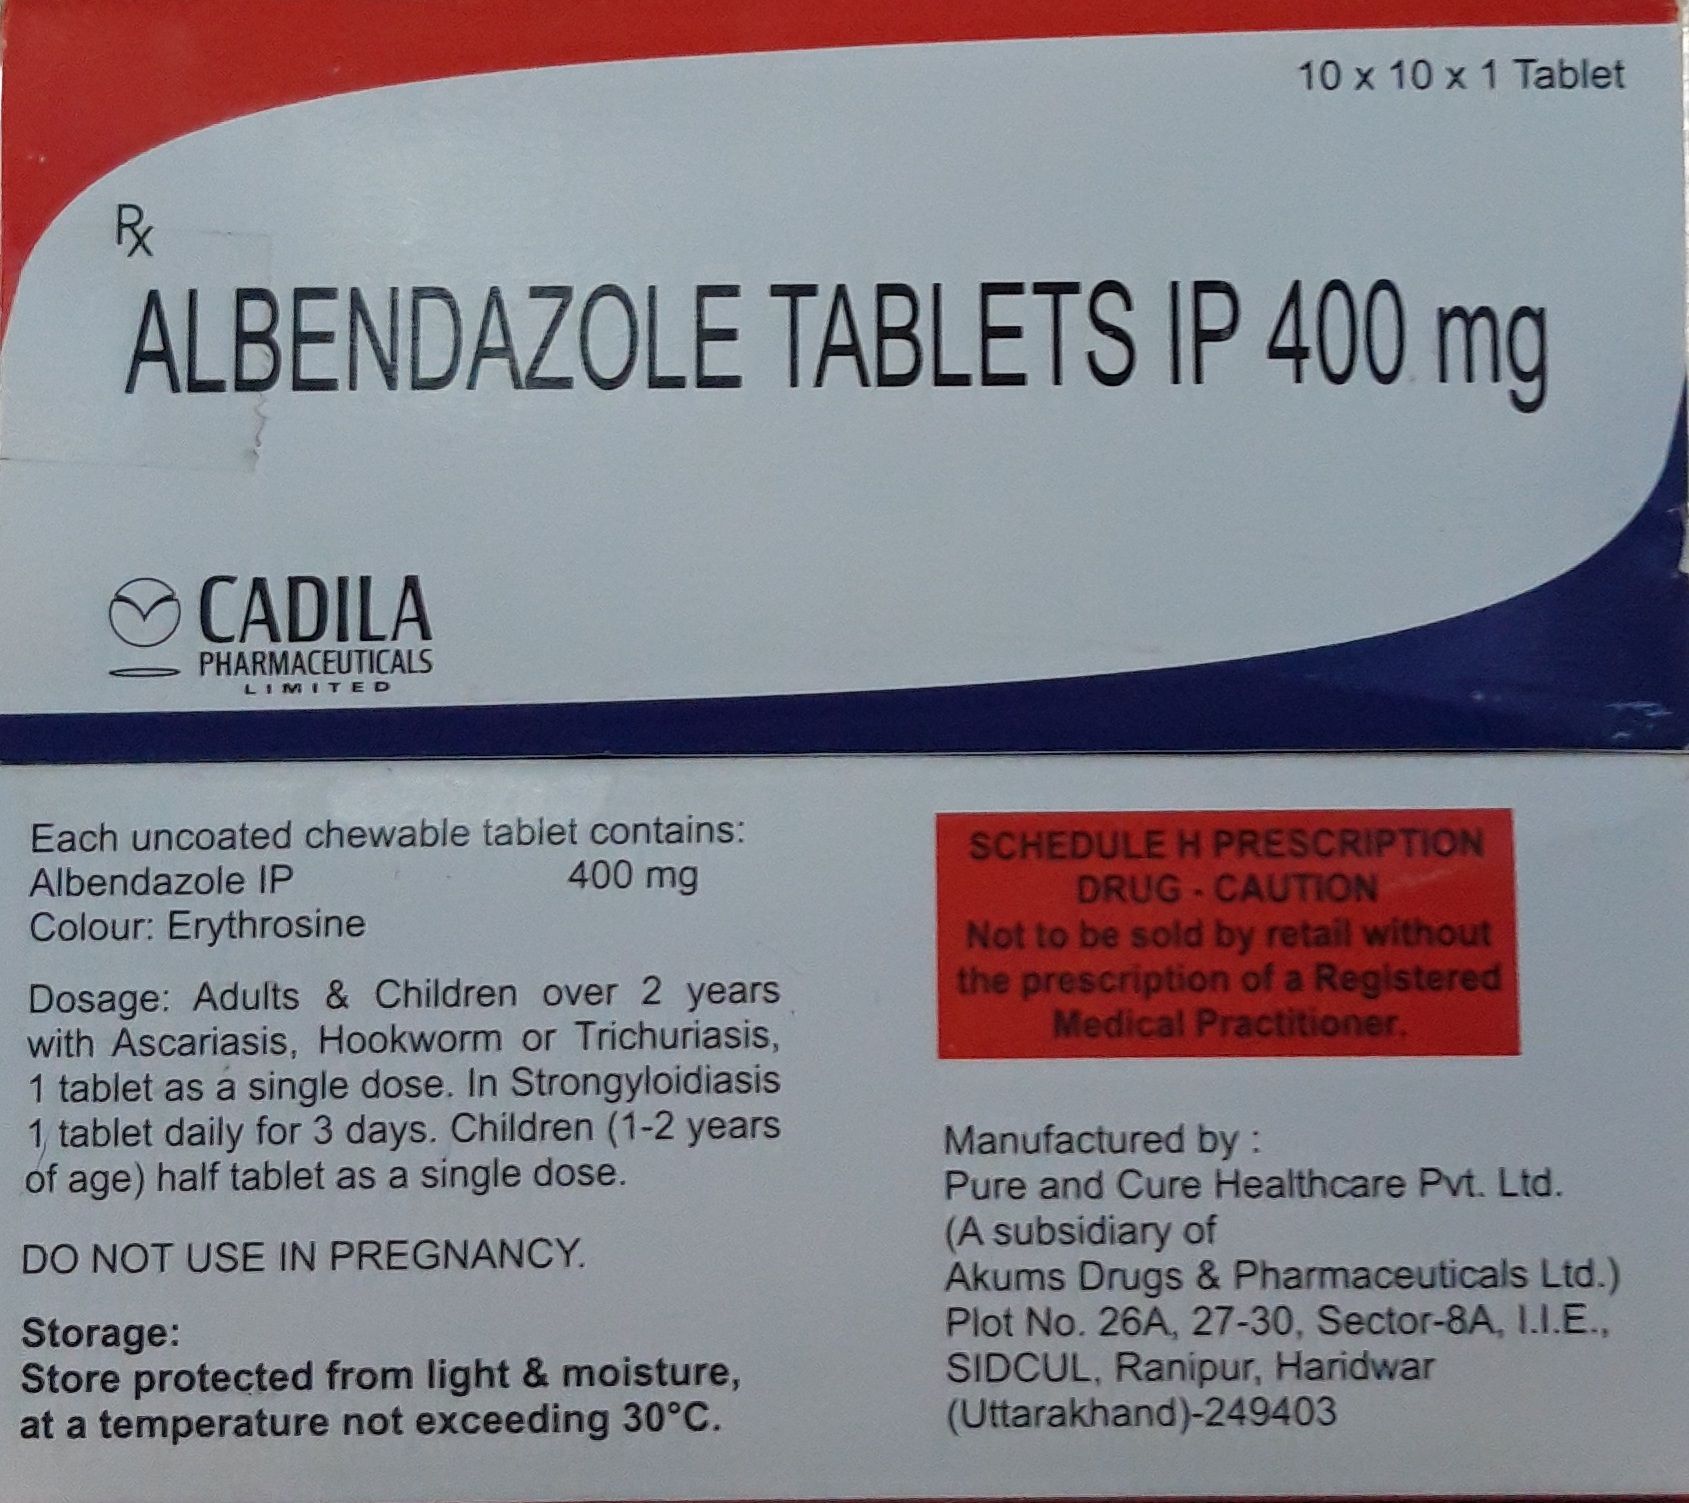 10 x 10 x 1 Tablet
Rx
ALBENDAZOLE TABLETS IP 400 mg
CADILA
PHARMACEUTICALS
LIMITED
Each uncoated chewable tablet contains:
Albendazole IP 400 mg
Colour: Erythrosine
Dosage: Adults & Children over 2 years
with Ascariasis, Hookworm or Trichuriasis,
1 tablet as a single dose. In Strongyloidiasis
1 tablet daily for 3 days. Children (1-2 years
of age) half tablet as a single dose.
DO NOT USE IN PREGNANCY.
Storage:
Store protected from light & moisture,
at a temperature not exceeding 30°C.
SCHEDULE H PRESCRIPTION
DRUG - CAUTION
Not to be sold by retail without
the prescription of a Registered
Medical Practitioner.
Manufactured by :
Pure and Cure Healthcare Pvt. Ltd.
(A subsidiary of
Akums Drugs & Pharmaceuticals Ltd.)
Plot No. 26A, 27-30, Sector-8A, I.I.E.,
SIDCUL, Ranipur, Haridwar
(Uttarakhand)-249403